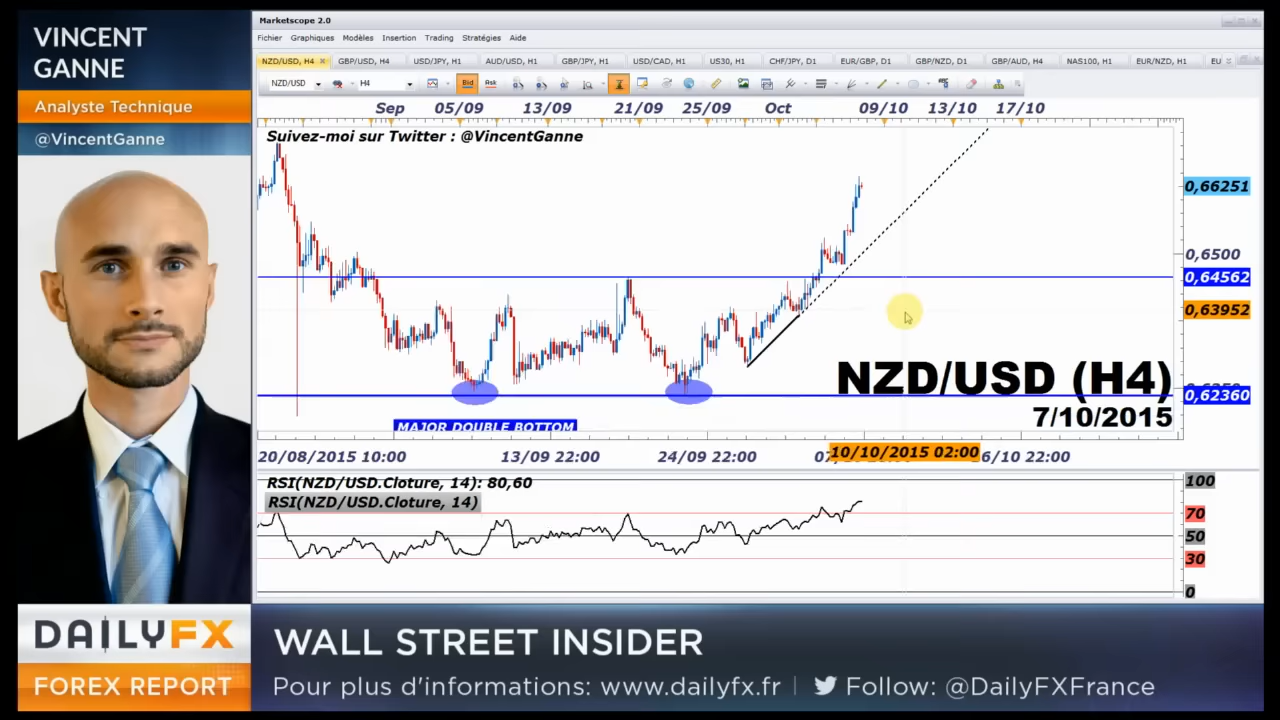 VINCENT
GANNE
Analyste Technique
@VincentGanne
Marketscope 2.0
Fichier Graphiques Modèles Insertion Trading Stratégies Aide
NZD/USD, H4 GBP/USD, H4 USD/JPY, H1 AUD/USD, H1 GBP/JPY, H1 USD/CAD, H1 US30, H1 CHF/JPY, D1 EUR/GBP, D1 GBP/NZD, D1 GBP/AUD, H4 NAS100, H1 EUR/NZD, H1 EU
NZD/USD H4 Bid Ask
Sep 05/09 13/09 21/09 25/09 Oct 09/10 13/10 17/10
Suivez-moi sur Twitter : @VincentGanne
0,66251
0,6500
0,64562
0,63952
NZD/USD (H4)
0,62360
7/10/2015
MAJOR DOUBLE BOTTOM
20/08/2015 10:00 13/09 22:00 24/09 22:00 10/10/2015 02:00 6/10 22:00
RSI(NZD/USD.Cloture, 14): 80,60
RSI(NZD/USD.Cloture, 14)
100
70
50
30
0
DAILYFX
FOREX REPORT
WALL STREET INSIDER
Pour plus d'informations: www.dailyfx.fr | Follow: @DailyFXFrance